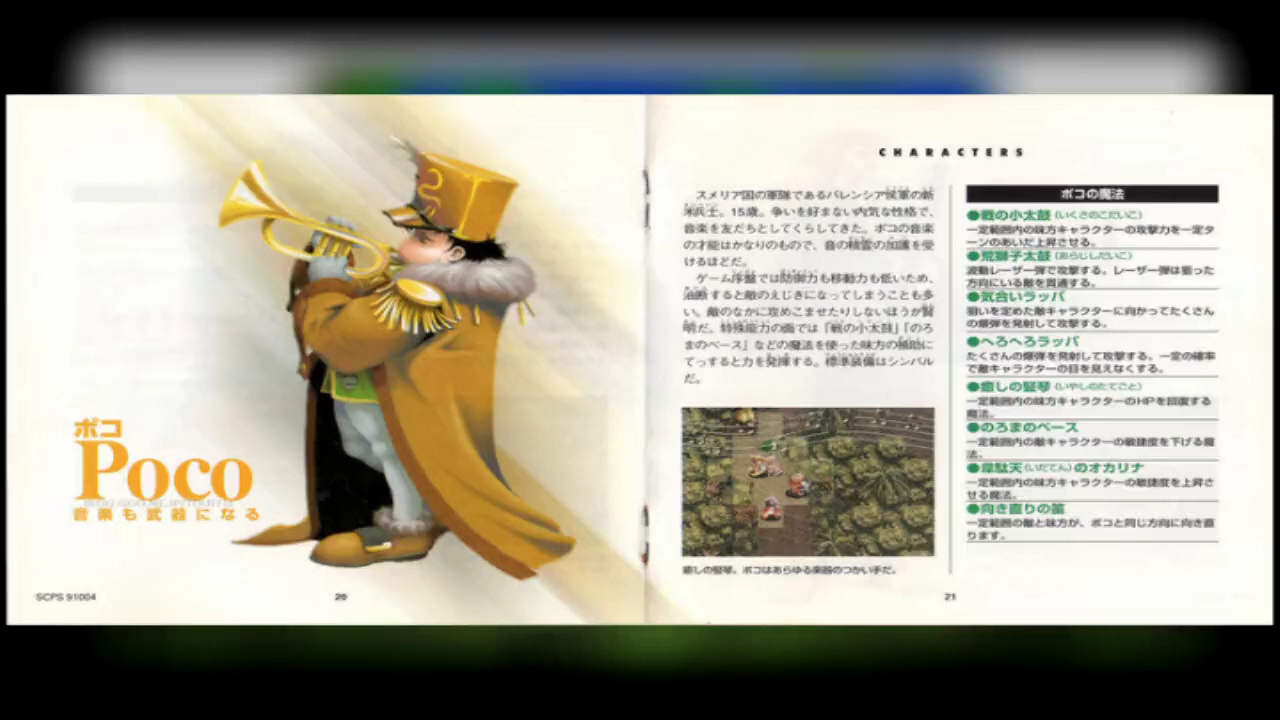 ポコ
Poco
音楽も武器になる
SCPS 91004
20
CHARACTERS
スメリア国の軍隊であるパレンシア侯軍の新
米兵士。15歳。争いを好まない内気な性格で、
音楽を友だちとしてくらしてきた。ポコの音楽
の才能はかなりのもので、音の精霊の加護を受
けるほどだ。
ゲーム序盤では防御力も移動力も低いため、
油断すると敵のえじきになってしまうことも多
い。敵のなかに攻めこませたりしないほうが賢
明だ。特殊能力の面では「戦の小太鼓」「のろ
まのベース」などの魔法を使った味方の補助に
てっすると力を発揮する。標準装備はシンバル
だ。
癒しの竪琴。ポコはあらゆる楽器のつかい手だ。
ポコの魔法
●戦の小太鼓(いくさのこだいこ)
一定範囲内の味方キャラクターの攻撃力を一定タ
ーンのあいだ上昇させる。
●荒獅子太鼓(あらじしだいこ)
波動レーザー弾で攻撃する。レーザー弾は狙った
方向にいる敵を貫通する。
●気合いラッパ
狙いを定めた敵キャラクターに向かってたくさん
の爆弾を発射して攻撃する。
●へろへろラッパ
たくさんの爆弾を発射して攻撃する。一定の確率
で敵キャラクターの目を見えなくする。
●癒しの竪琴(いやしのたてごと)
一定範囲内の味方キャラクターのHPを回復する
魔法。
●のろまのベース
一定範囲内の敵キャラクターの敏捷度を下げる魔
法。
●韋駄天(いだてん)のオカリナ
一定範囲内の味方キャラクターの敏捷度を上昇さ
せる魔法。
●向き直りの笛
一定範囲の敵と味方が、ポコと同じ方向に向き直
ります。
21